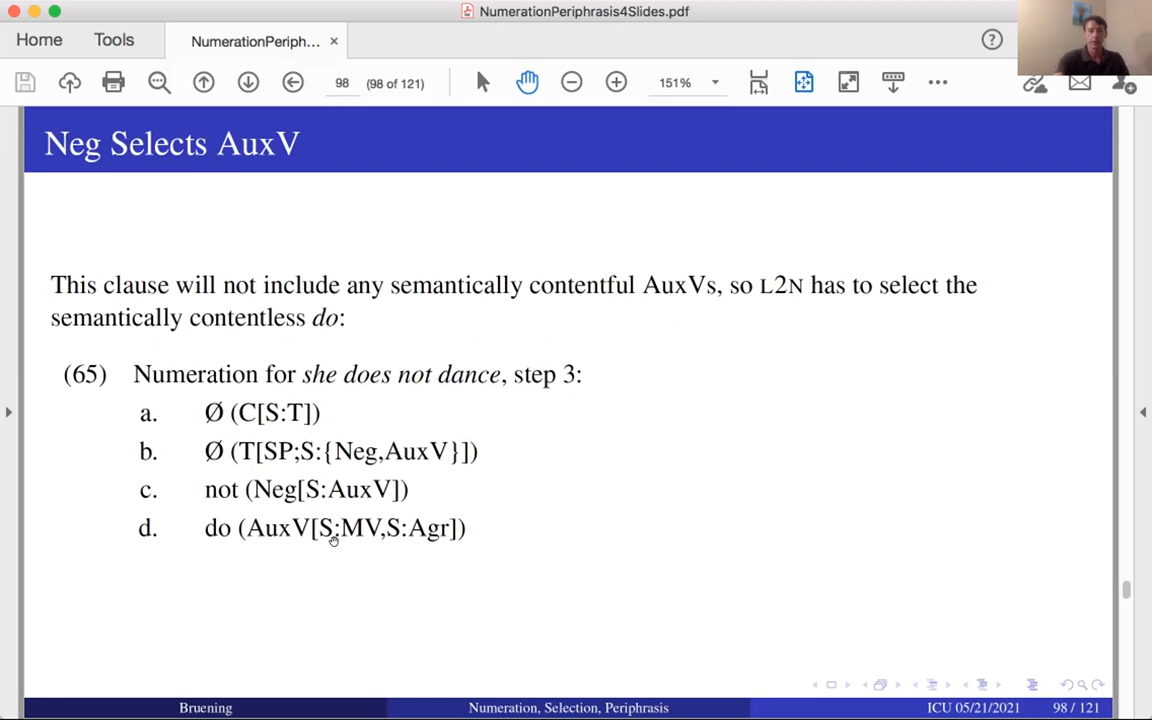 NumerationPeriphrasis4Slides.pdf
Home Tools NumerationPeriph... ×
98 (98 of 121) 151%
Neg Selects AuxV
This clause will not include any semantically contentful AuxVs, so L2N has to select the
semantically contentless do:
(65) Numeration for she does not dance, step 3:
a. Ø (C[S:T])
b. Ø (T[SP;S:{Neg,AuxV}])
c. not (Neg[S:AuxV])
d. do (AuxV[S:MV,S:Agr])
Bruening Numeration, Selection, Periphrasis ICU 05/21/2021 98 / 121